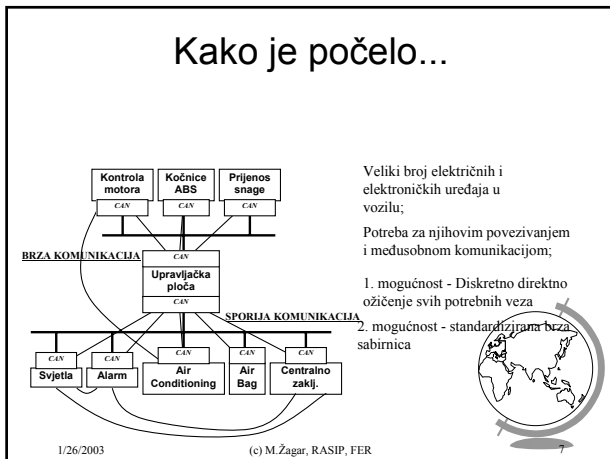 Kako je počelo...
Kontrola motora
Kočnice ABS
Prijenos snage
CAN
CAN
CAN
BRZA KOMUNIKACIJA
CAN
Upravljačka ploča
CAN
SPORIJA KOMUNIKACIJA
CAN
CAN
CAN
CAN
CAN
Svjetla
Alarm
Air Conditioning
Air Bag
Centralno zaklj.
Veliki broj električnih i
elektroničkih uređaja u
vozilu;
Potreba za njihovim povezivanjem
i međusobnom komunikacijom;
1. mogućnost - Diskretno direktno
ožičenje svih potrebnih veza
2. mogućnost - standardizirana brza
sabirnica
1/26/2003
(c) M.Žagar, RASIP, FER
7